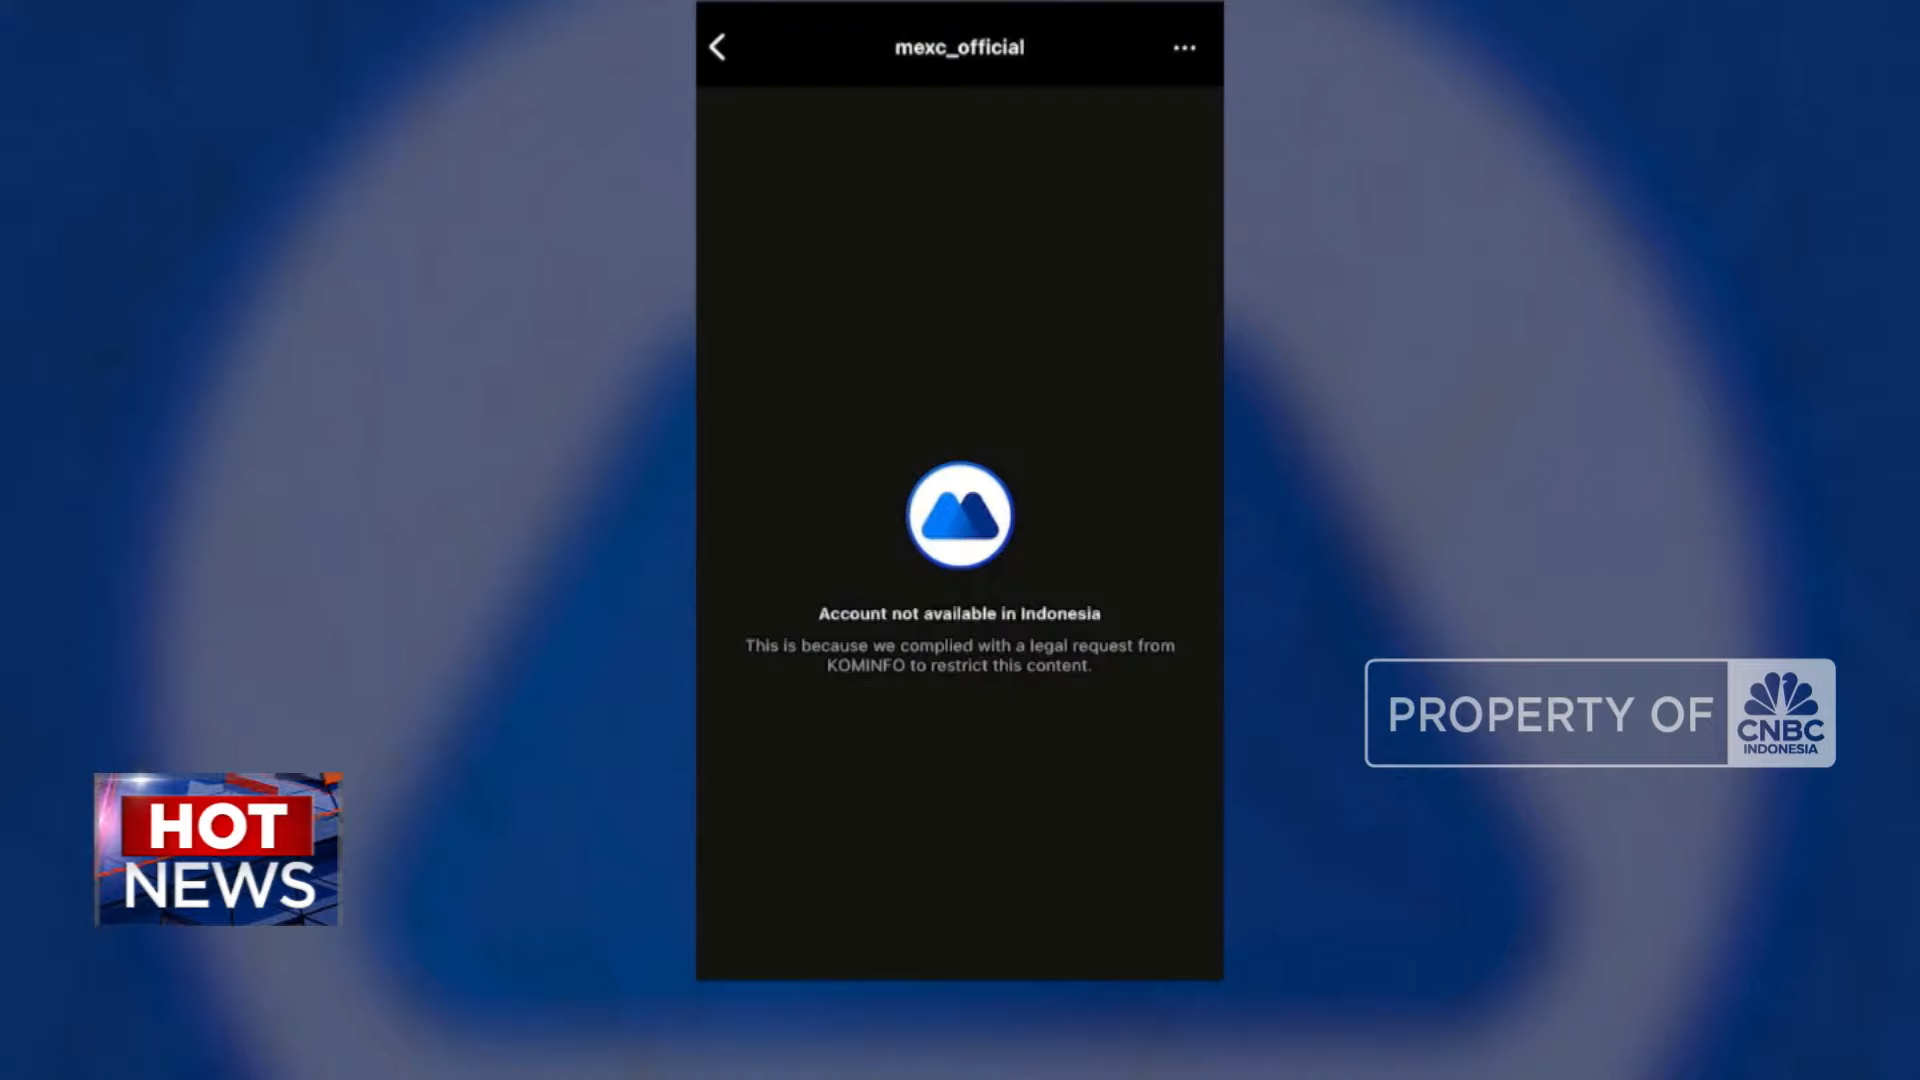 mexc_official
Account not available in Indonesia
This is because we complied with a legal request from
KOMINFO to restrict this content.
PROPERTY OF
CNBC
INDONESIA
HOT
NEWS